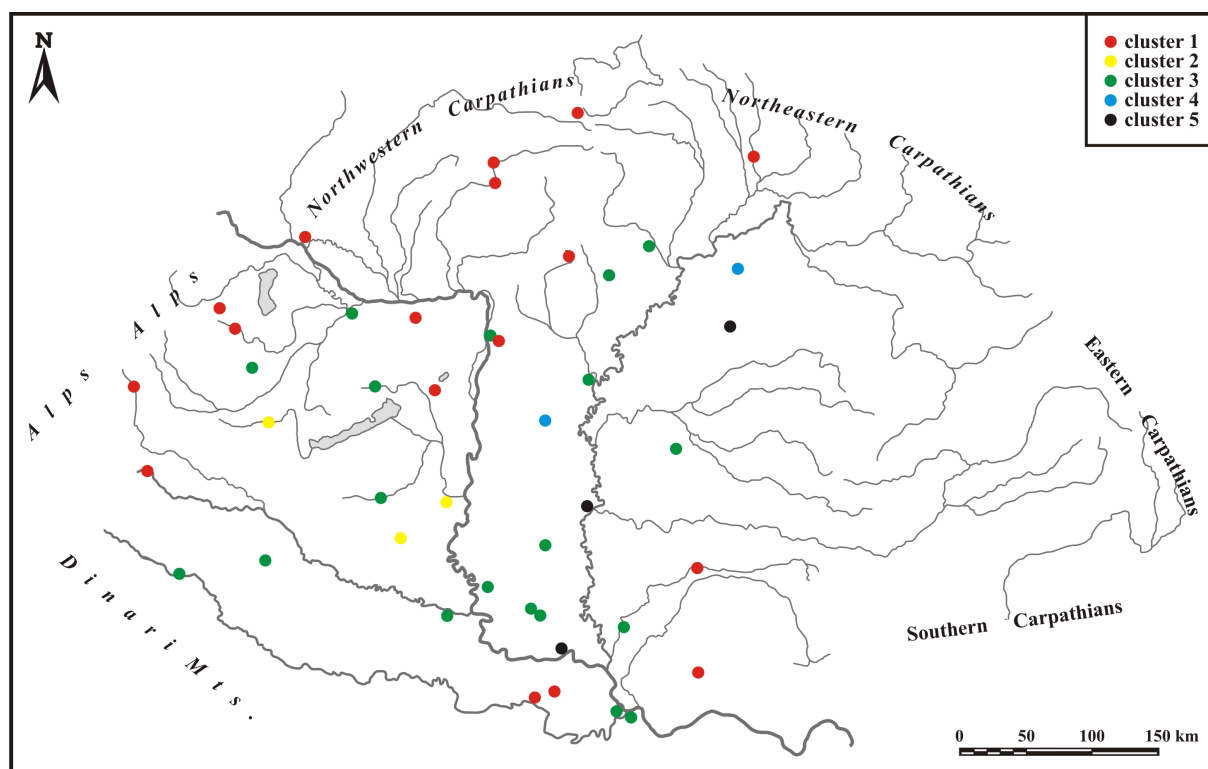 N
cluster 1
cluster 2
cluster 3
cluster 4
cluster 5
Northwestern Carpathians
Northeastern Carpathians
Alps
Alps
Eastern Carpathians
Dinari Mts.
Southern Carpathians
0 50 100 150 km